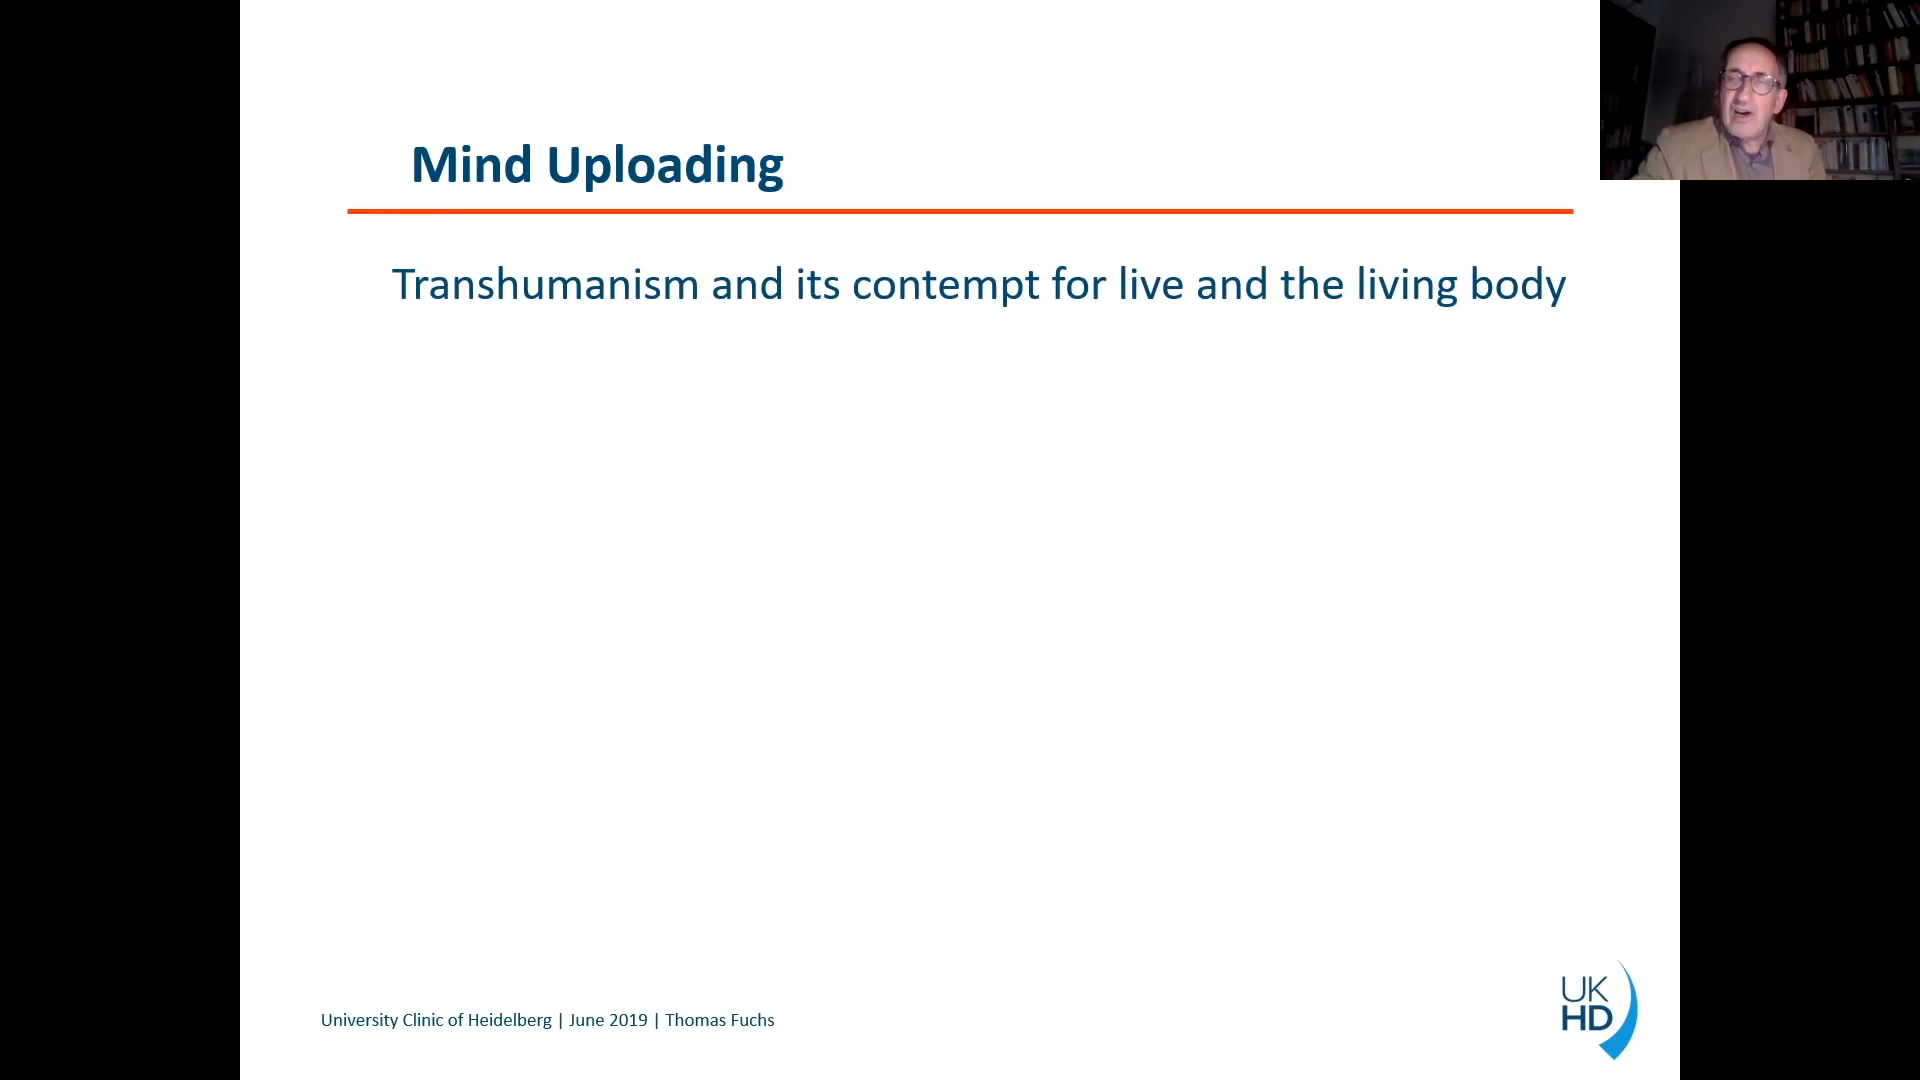 Mind Uploading
Transhumanism and its contempt for live and the living body
University Clinic of Heidelberg | June 2019 | Thomas Fuchs
UK
HD